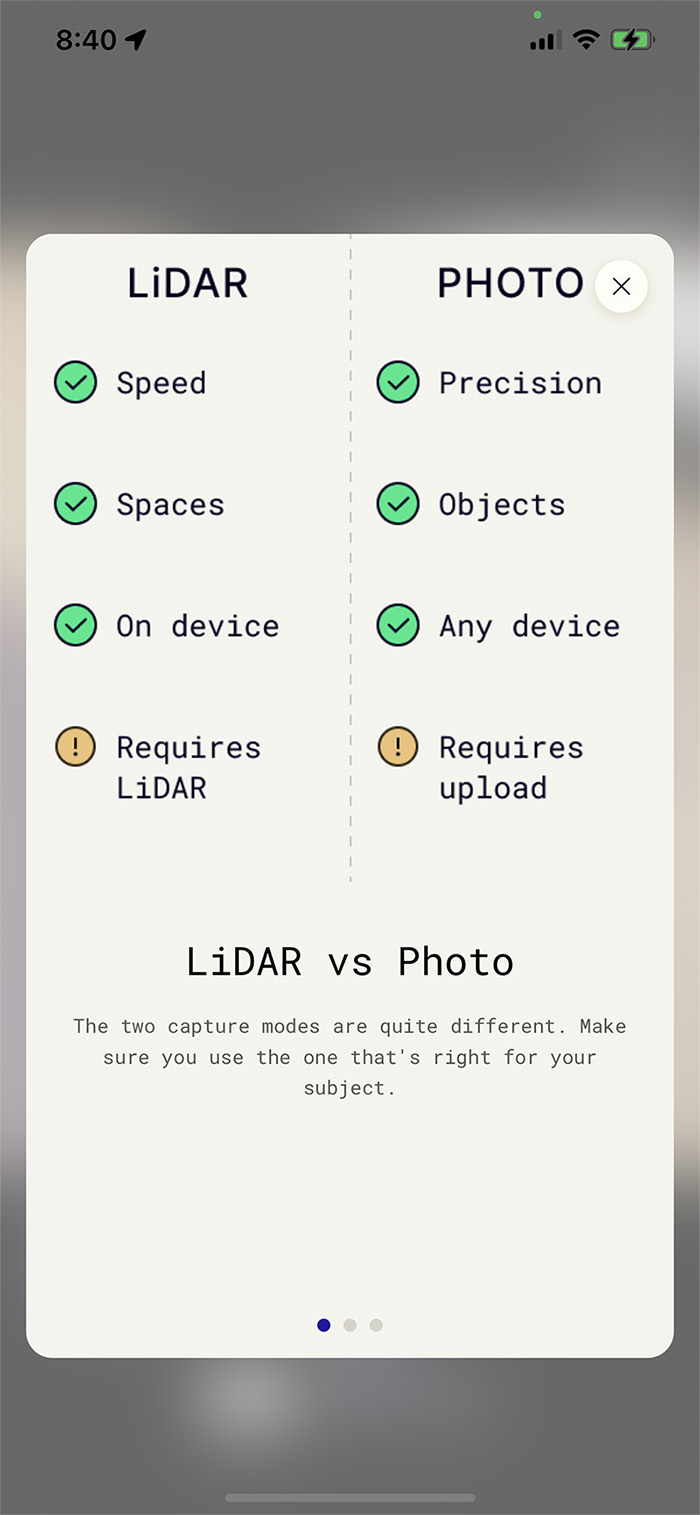 8:40
LiDAR
Speed
Spaces
On device
Requires
LiDAR
PHOTO
Precision
Objects
Any device
Requires
upload
LiDAR vs Photo
The two capture modes are quite different. Make
sure you use the one that's right for your
subject.